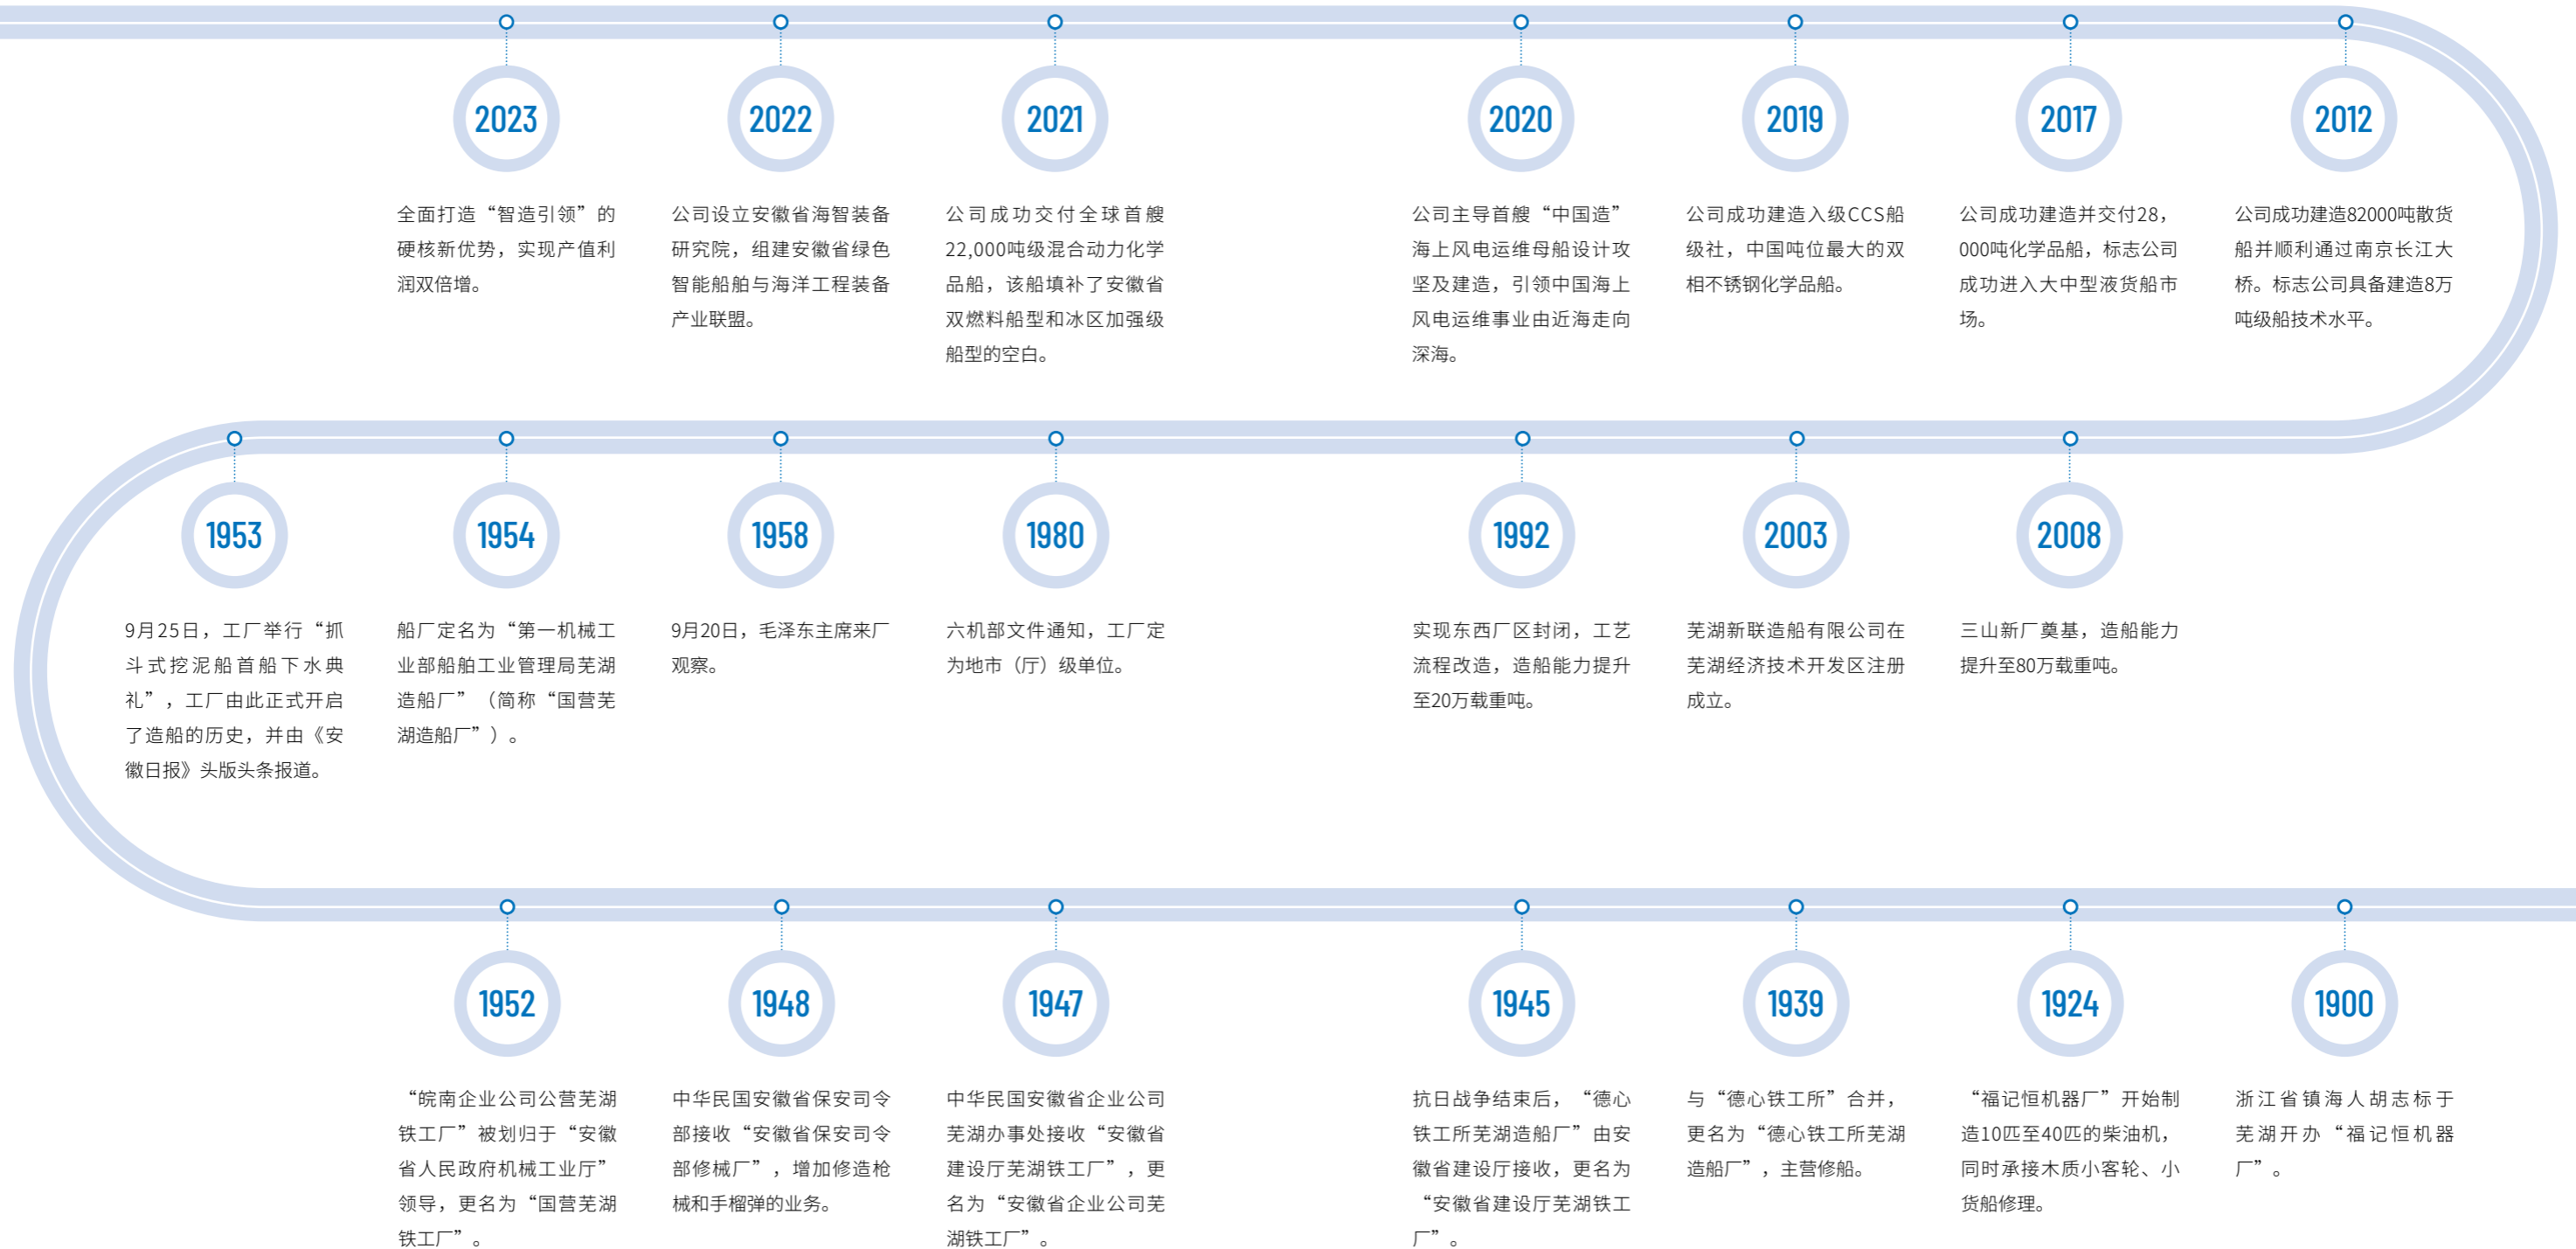 2023
全面打造“智造引领”的
硬核新优势，实现产值利
润双倍增。
2022
公司设立安徽省海智装备
研究院，组建安徽省绿色
智能船舶与海洋工程装备
产业联盟。
2021
公司成功交付全球首艘
22,000吨级混合动力化学
品船，该船填补了安徽省
双燃料船型和冰区加强级
船型的空白。
2020
公司主导首艘“中国造”
海上风电运维母船设计攻
坚及建造，引领中国海上
风电运维事业由近海走向
深海。
2019
公司成功建造入级CCS船
级社，中国吨位最大的双
相不锈钢化学品船。
2017
公司成功建造并交付28，
000吨化学品船，标志公司
成功进入大中型液货船市
场。
2012
公司成功建造82000吨散货
船并顺利通过南京长江大
桥。标志公司具备建造8万
吨级船技术水平。
1953
9月25日，工厂举行“抓
斗式挖泥船首船下水典
礼”，工厂由此正式开启
了造船的历史，并由《安
徽日报》头版头条报道。
1954
船厂定名为“第一机械工
业部船舶工业管理局芜湖
造船厂”（简称“国营芜
湖造船厂”）。
1958
9月20日，毛泽东主席来厂
观察。
1980
六机部文件通知，工厂定
为地市（厅）级单位。
1992
实现东西厂区封闭，工艺
流程改造，造船能力提升
至20万载重吨。
2003
芜湖新联造船有限公司在
芜湖经济技术开发区注册
成立。
2008
三山新厂奠基，造船能力
提升至80万载重吨。
1952
“皖南企业公司公营芜湖
铁工厂”被划归于“安徽
省人民政府机械工业厅”
领导，更名为“国营芜湖
铁工厂”。
1948
中华民国安徽省保安司令
部接收“安徽省保安司令
部修械厂”，增加修造枪
械和手榴弹的业务。
1947
中华民国安徽省企业公司
芜湖办事处接收“安徽省
建设厅芜湖铁工厂”，更
名为“安徽省企业公司芜
湖铁工厂”。
1945
抗日战争结束后，“德心
铁工所芜湖造船厂”由安
徽省建设厅接收，更名为
“安徽省建设厅芜湖铁工
厂”。
1939
与“德心铁工所”合并，
更名为“德心铁工所芜湖
造船厂”，主营修船。
1924
“福记恒机器厂”开始制
造10匹至40匹的柴油机，
同时承接木质小客轮、小
货船修理。
1900
浙江省镇海人胡志标于
芜湖开办“福记恒机器
厂”。